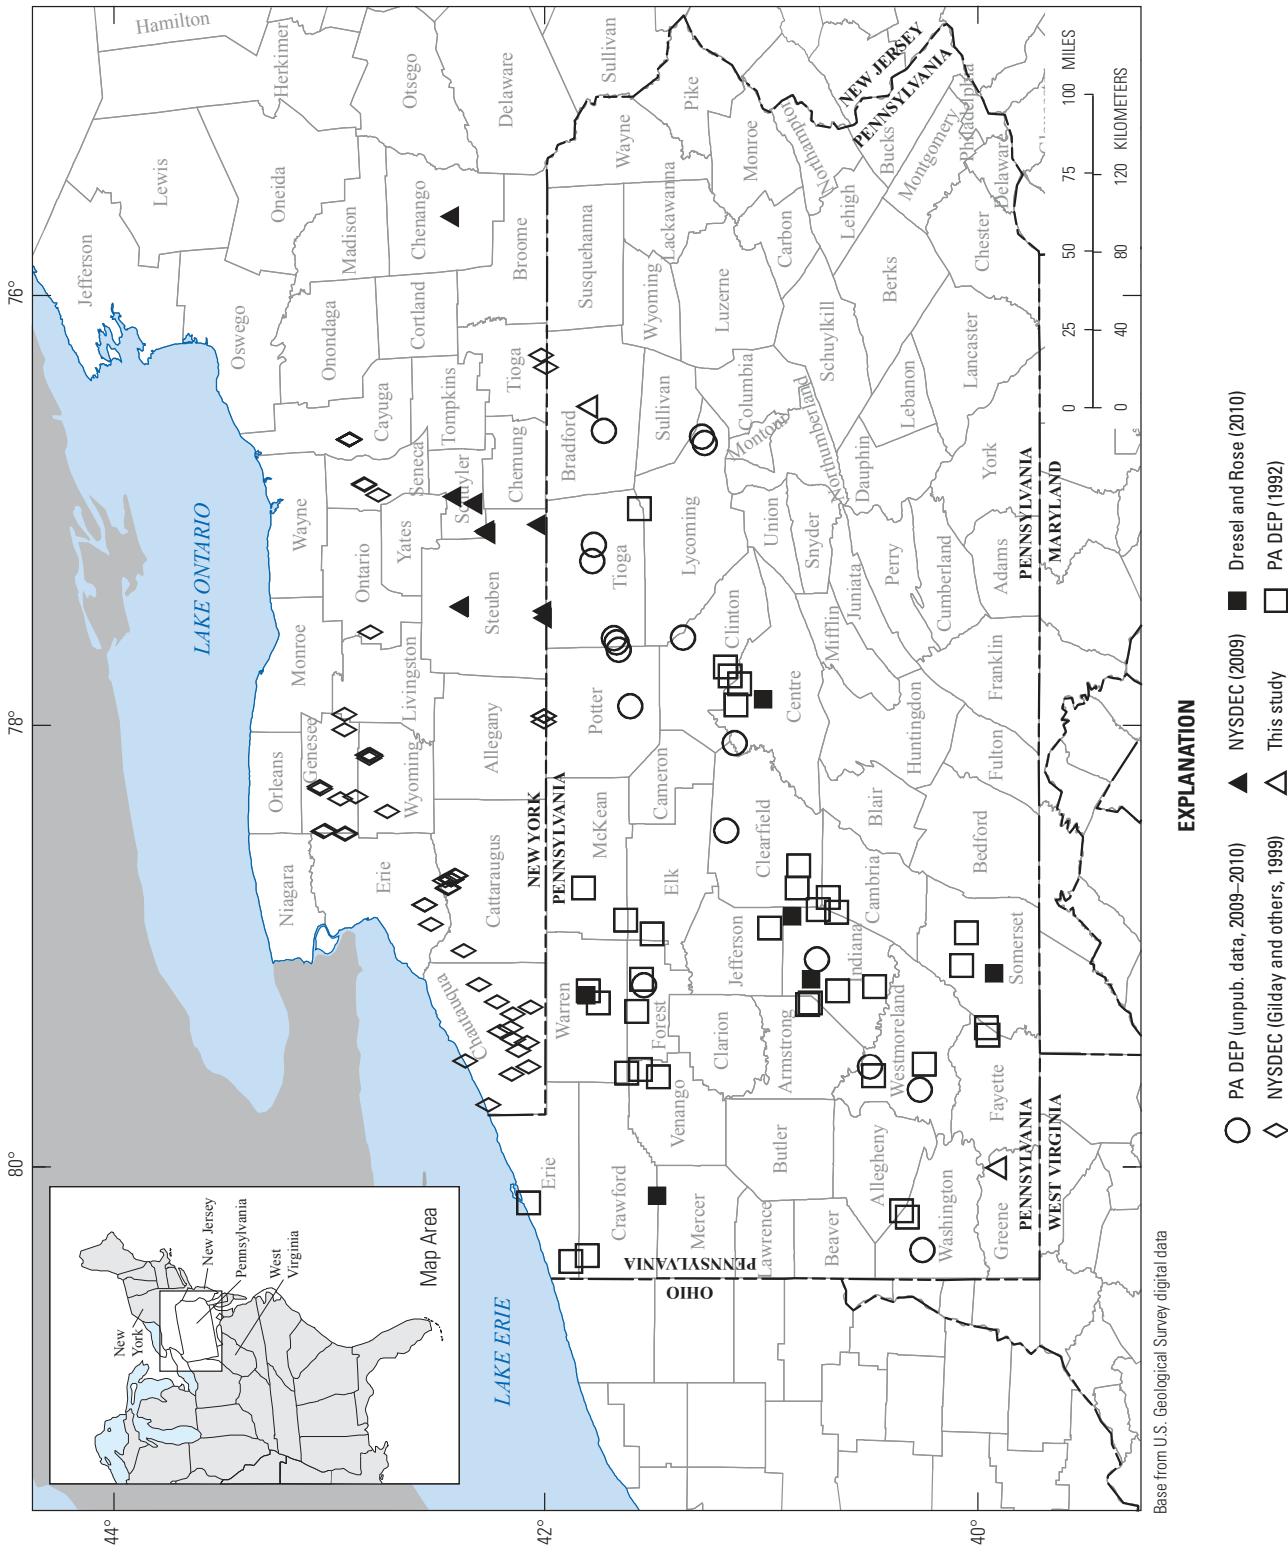 44°
42°
40°
80°
78°
76°
New York
New Jersey
Pennsylvania
West Virginia
Map Area
LAKE ONTARIO
LAKE ERIE
Jefferson
Lewis
Hamilton
Herkimer
Oswego
Oneida
Wayne
Onondaga
Madison
Otsego
Cayuga
Cortland
Chenango
Delaware
Niagara
Orleans
Monroe
Genesee
Ontario
Yates
Seneca
Tompkins
Erie
Wyoming
Livingston
Schuyler
Chautauqua
Cattaraugus
Allegany
Steuben
Chemung
Tioga
Broome
Sullivan
NEW YORK
PENNSYLVANIA
Erie
Crawford
Warren
McKean
Potter
Tioga
Bradford
Susquehanna
Wayne
Forest
Elk
Cameron
Lycoming
Sullivan
Wyoming
Lackawanna
Pike
Mercer
Venango
Clarion
Jefferson
Clearfield
Clinton
Centre
Union
Montour
Columbia
Luzerne
Monroe
Carbon
Northampton
Lawrence
Butler
Armstrong
Indiana
Cambria
Blair
Huntingdon
Mifflin
Juniata
Snyder
Northumberland
Schuylkill
Lehigh
Bucks
Beaver
Allegheny
Westmoreland
Perry
Dauphin
Lebanon
Berks
Montgomery
Philadelphia
Washington
Greene
Fayette
Somerset
Bedford
Fulton
Franklin
Cumberland
Adams
York
Lancaster
Chester
Delaware
OHIO
PENNSYLVANIA
PENNSYLVANIA
WEST VIRGINIA
PENNSYLVANIA
MARYLAND
NEW JERSEY
PENNSYLVANIA
0 25 50 75 100 MILES
0 40 80 120 KILOMETERS
Base from U.S. Geological Survey digital data
EXPLANATION
PA DEP (unpub. data, 2009–2010)
NYSDEC (2009)
Dresel and Rose (2010)
NYSDEC (Gilday and others, 1999)
This study
PA DEP (1992)